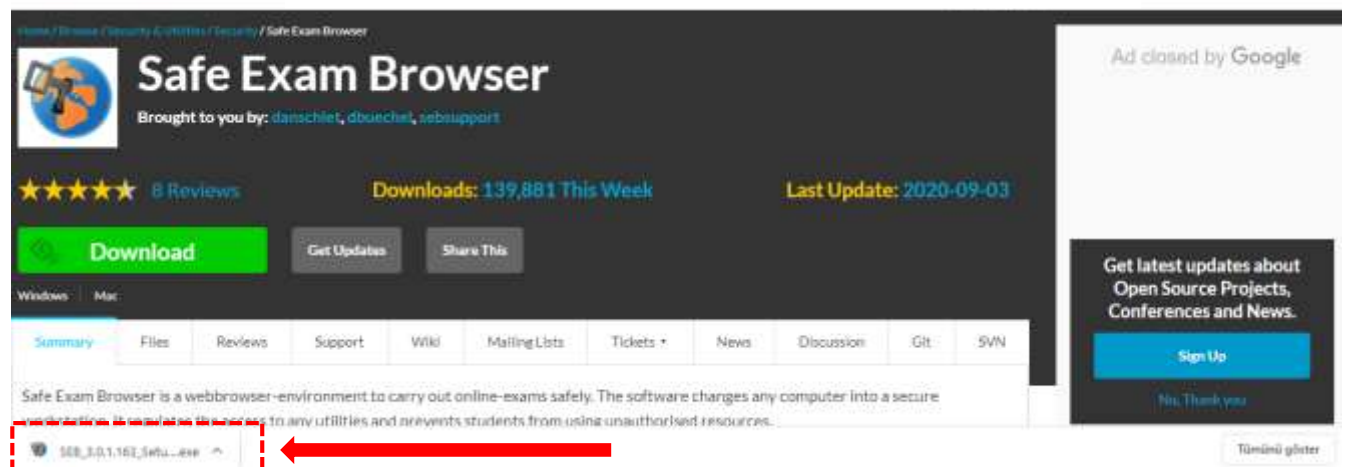 Home / Browse / Security & Utilities / Security / Safe Exam Browser
Safe Exam Browser
Brought to you by: danschlet, dbuechel, sebsupport
8 Reviews
Downloads: 139,881 This Week
Last Update: 2020-09-03
Download
Get Updates
Share This
Windows
Mac
Summary
Files
Reviews
Support
Wiki
Mailing Lists
Tickets
News
Discussion
Git
SVN
Safe Exam Browser is a webbrowser-environment to carry out online-exams safely. The software changes any computer into a secure
workstation. It regulates the access to any utilities and prevents students from using unauthorised resources.
Ad closed by Google
Get latest updates about
Open Source Projects,
Conferences and News.
Sign Up
No, Thank you
SEB_3.0.1.163_Setu....exe
Tümünü göster